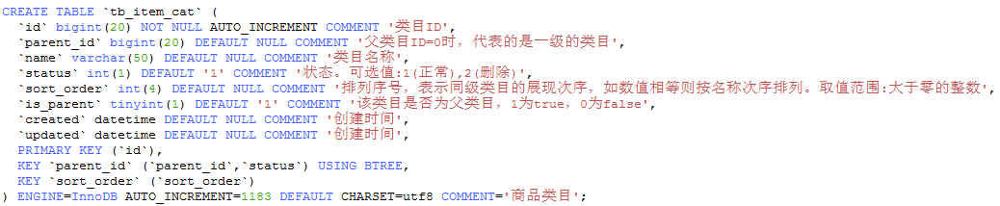 CREATE TABLE `tb_item_cat` (
  `id` bigint(20) NOT NULL AUTO_INCREMENT COMMENT '类目ID',
  `parent_id` bigint(20) DEFAULT NULL COMMENT '父类目ID=0时，代表的是一级的类目',
  `name` varchar(50) DEFAULT NULL COMMENT '类目名称',
  `status` int(1) DEFAULT '1' COMMENT '状态。可选值:1(正常),2(删除)',
  `sort_order` int(4) DEFAULT NULL COMMENT '排列序号，表示同级类目的展现次序，如数值相等则按名称次序排列。取值范围:大于零的整数',
  `is_parent` tinyint(1) DEFAULT '1' COMMENT '该类目是否为父类目，1为true，0为false',
  `created` datetime DEFAULT NULL COMMENT '创建时间',
  `updated` datetime DEFAULT NULL COMMENT '创建时间',
  PRIMARY KEY (`id`),
  KEY `parent_id` (`parent_id`,`status`) USING BTREE,
  KEY `sort_order` (`sort_order`)
) ENGINE=InnoDB AUTO_INCREMENT=1183 DEFAULT CHARSET=utf8 COMMENT='商品类目';